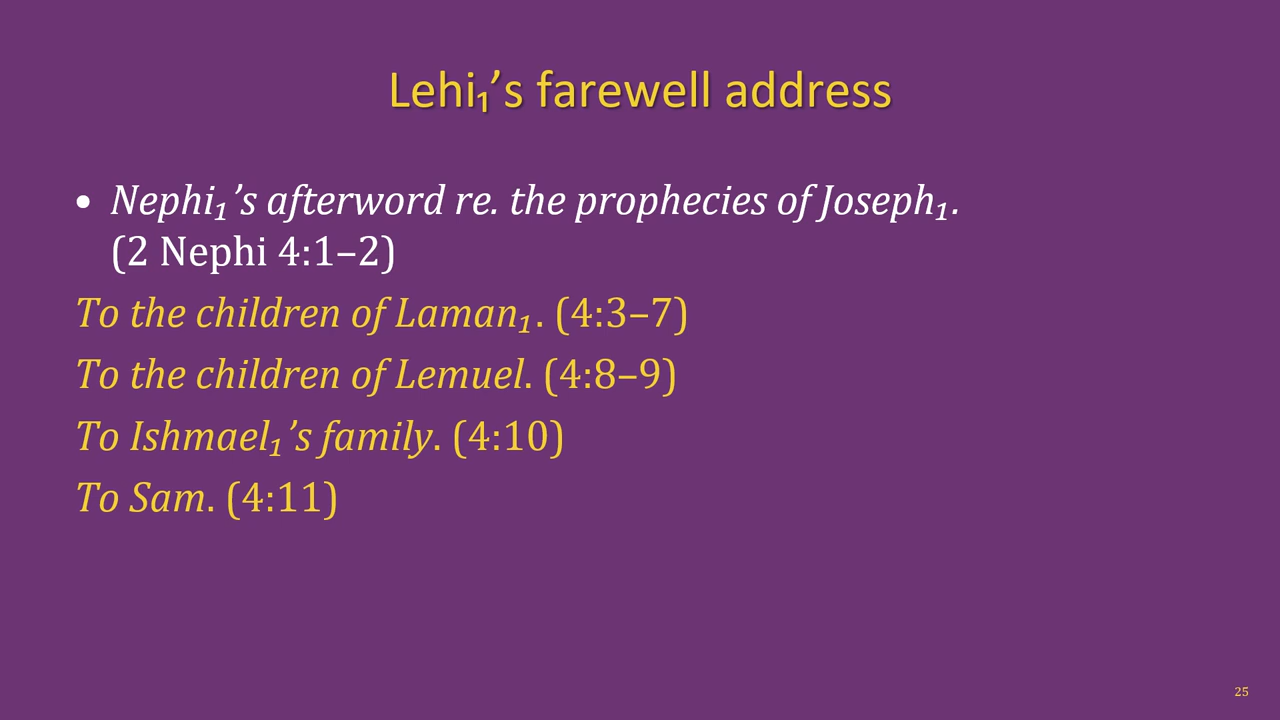 Lehi₁’s farewell address
• Nephi₁’s afterword re. the prophecies of Joseph₁.
(2 Nephi 4:1–2)
To the children of Laman₁. (4:3–7)
To the children of Lemuel. (4:8–9)
To Ishmael₁’s family. (4:10)
To Sam. (4:11)
25